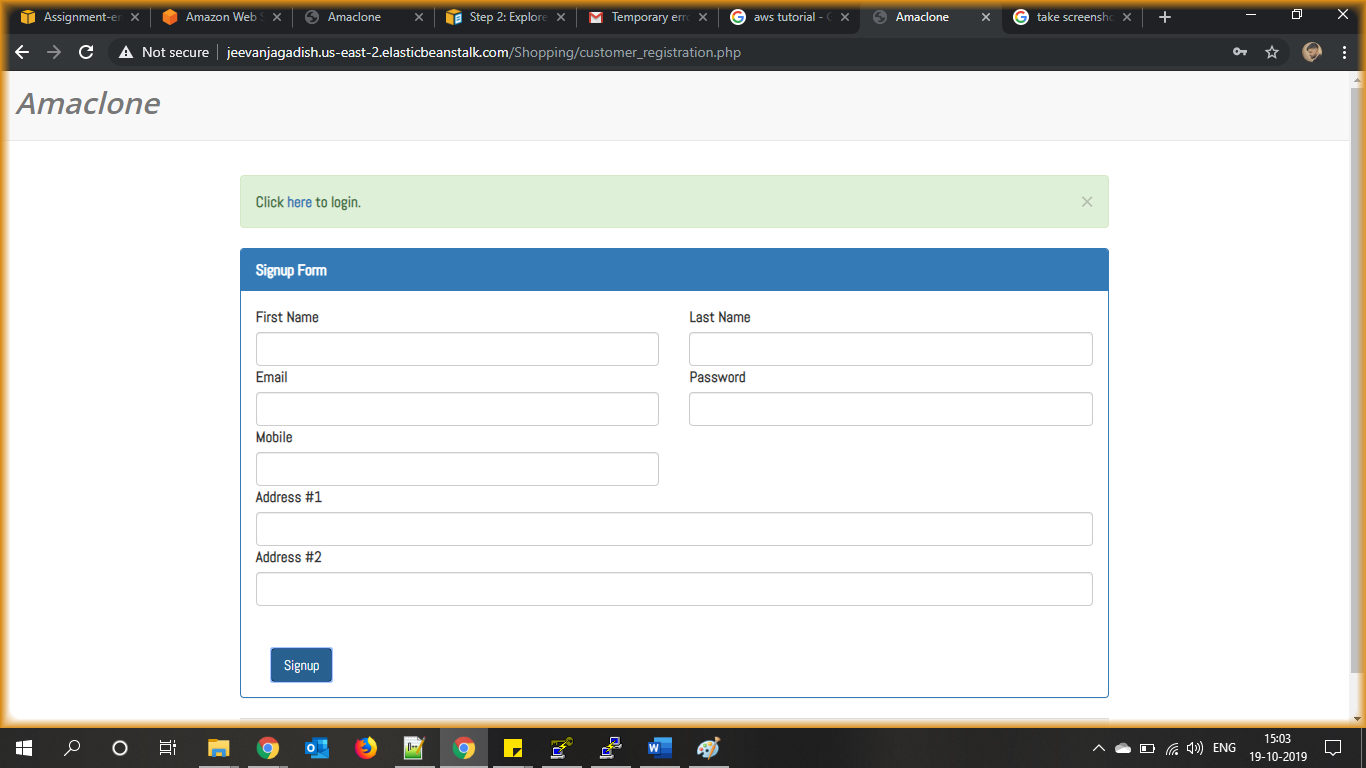 Assignment-er
Amazon Web S
Amaclone
Step 2: Explore
Temporary erro
aws tutorial - G
Amaclone
take screensho
Not secure
jeevanjagadish.us-east-2.elasticbeanstalk.com/Shopping/customer_registration.php
Amaclone
Click here to login.
Signup Form
First Name
Last Name
Email
Password
Mobile
Address #1
Address #2
Signup
ENG
15:03
19-10-2019